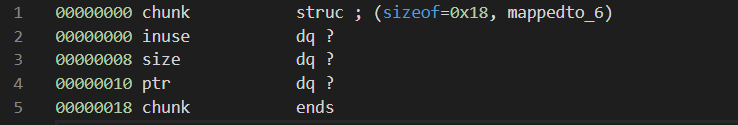 1 00000000 chunk struc ; (sizeof=0x18, mappedto_6)
2 00000000 inuse dq ?
3 00000008 size dq ?
4 00000010 ptr dq ?
5 00000018 chunk ends